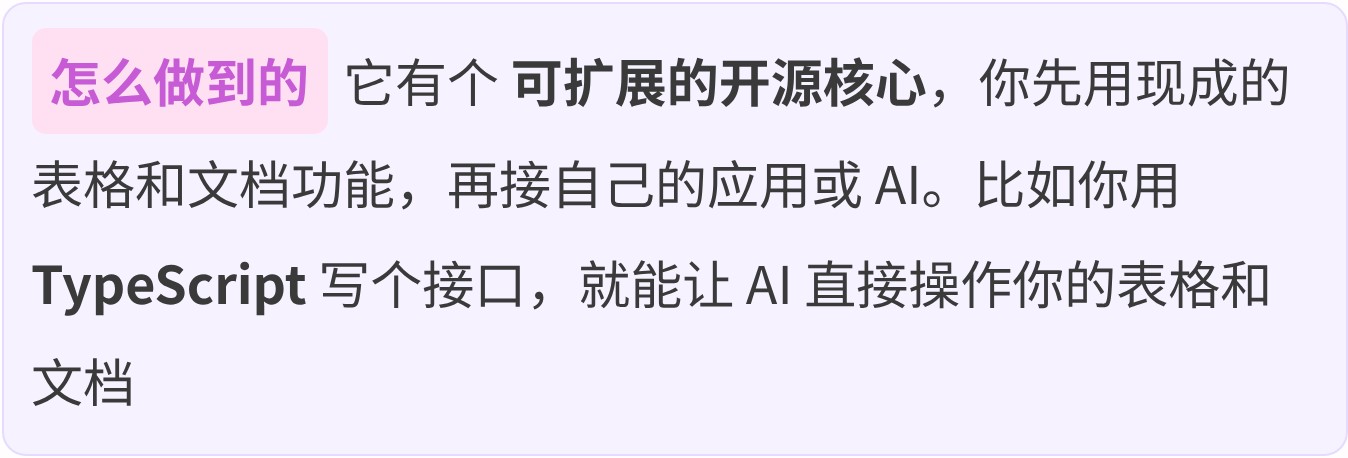 怎么做到的 它有个 可扩展的开源核心，你先用现成的
表格和文档功能，再接自己的应用或 AI。比如你用
TypeScript 写个接口，就能让 AI 直接操作你的表格和
文档